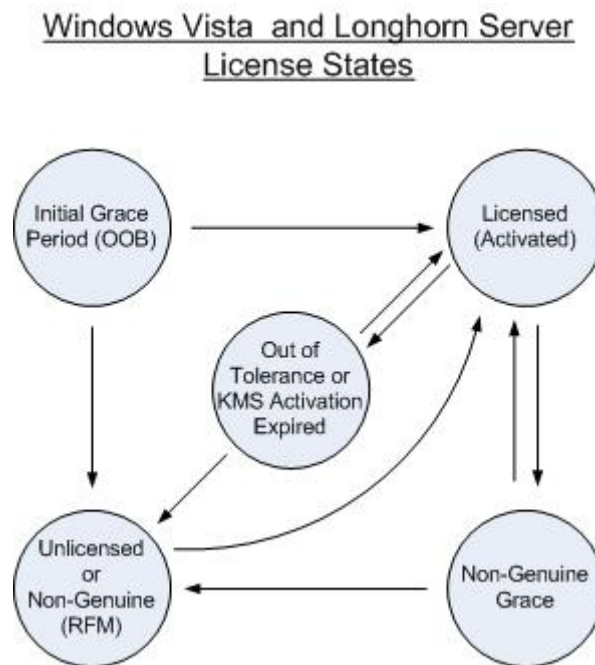 Windows Vista and Longhorn Server
License States
Initial Grace
Period (OOB)
Licensed
(Activated)
Out of
Tolerance or
KMS Activation
Expired
Unlicensed
or
Non-Genuine
(RFM)
Non-Genuine
Grace